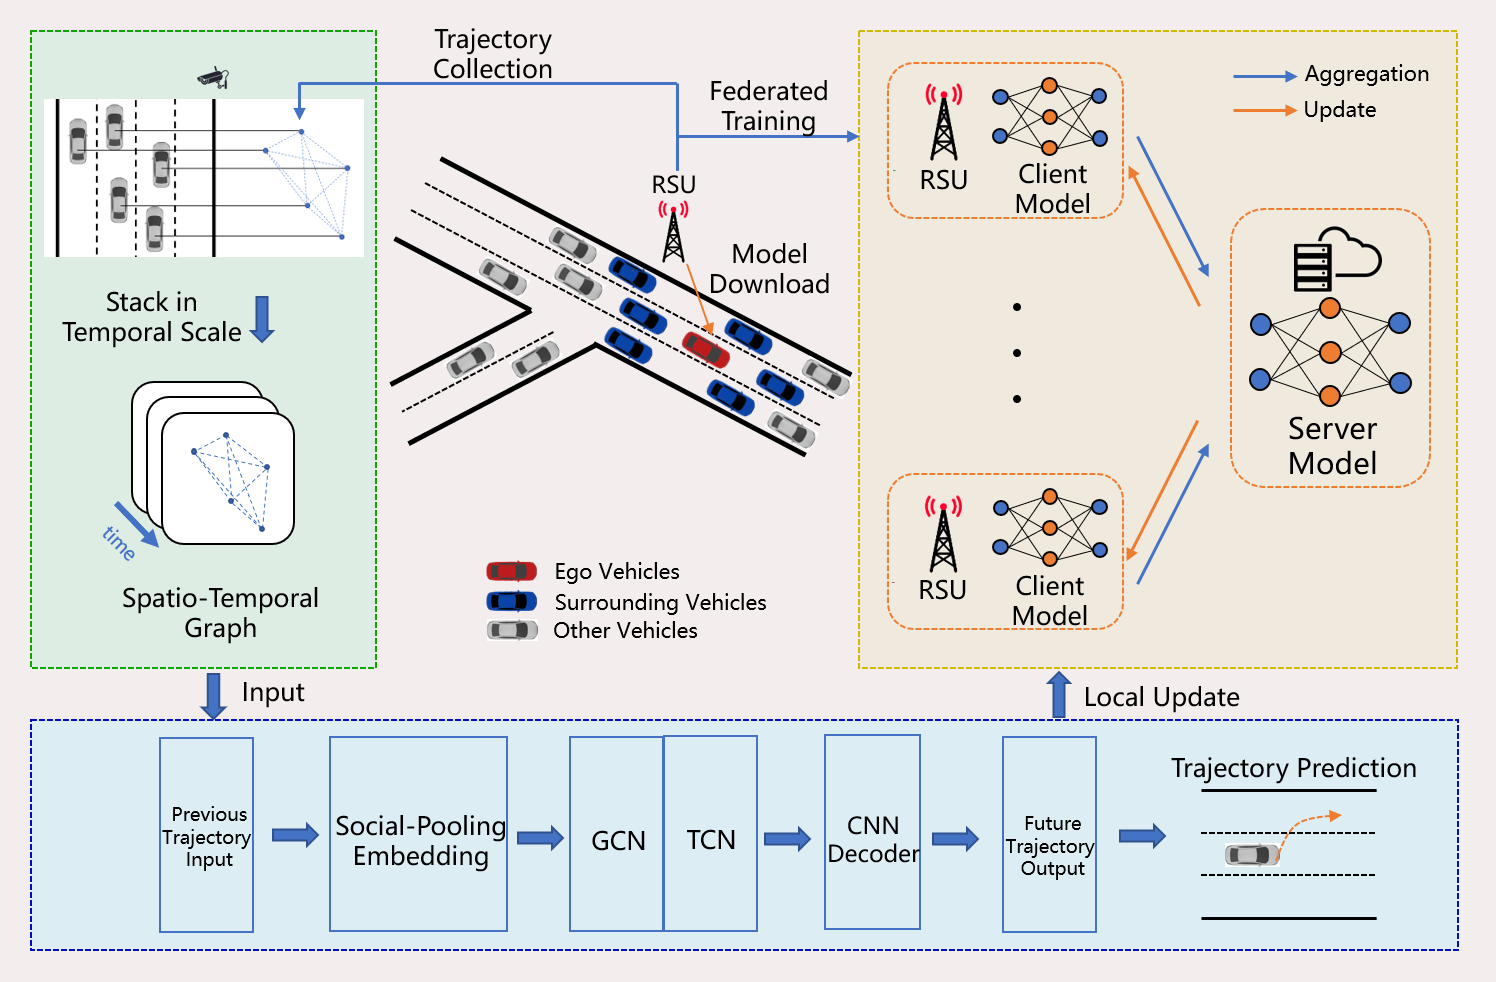 Trajectory
Collection
Federated
Training
RSU
Model
Download
Stack in
Temporal Scale
time
Spatio-Temporal
Graph
Ego Vehicles
Surrounding Vehicles
Other Vehicles
Aggregation
Update
RSU
Client
Model
Server
Model
RSU
Client
Model
Input
Local Update
Previous
Trajectory
Input
Social-Pooling
Embedding
GCN
TCN
CNN
Decoder
Future
Trajectory
Output
Trajectory Prediction